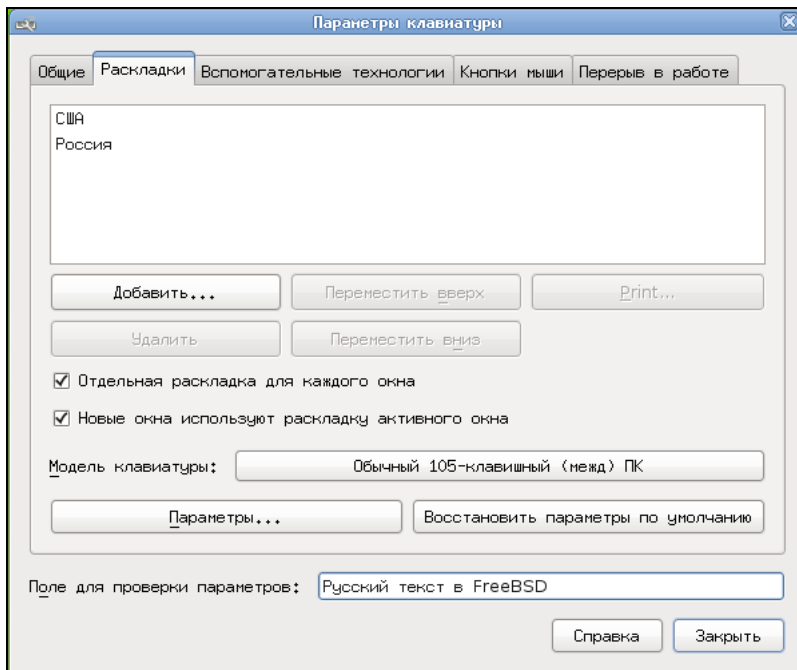 Параметры клавиатуры
Общие Раскладки Вспомогательные технологии Кнопки мыши Перерыв в работе
США
Россия
Добавить... Переместить вверх Print...
Удалить Переместить вниз
Отдельная раскладка для каждого окна
Новые окна используют раскладку активного окна
Модель клавиатуры: Обычный 105-клавишный (межд) ПК
Параметры... Восстановить параметры по умолчанию
Поле для проверки параметров: Русский текст в FreeBSD
Справка Закрыть